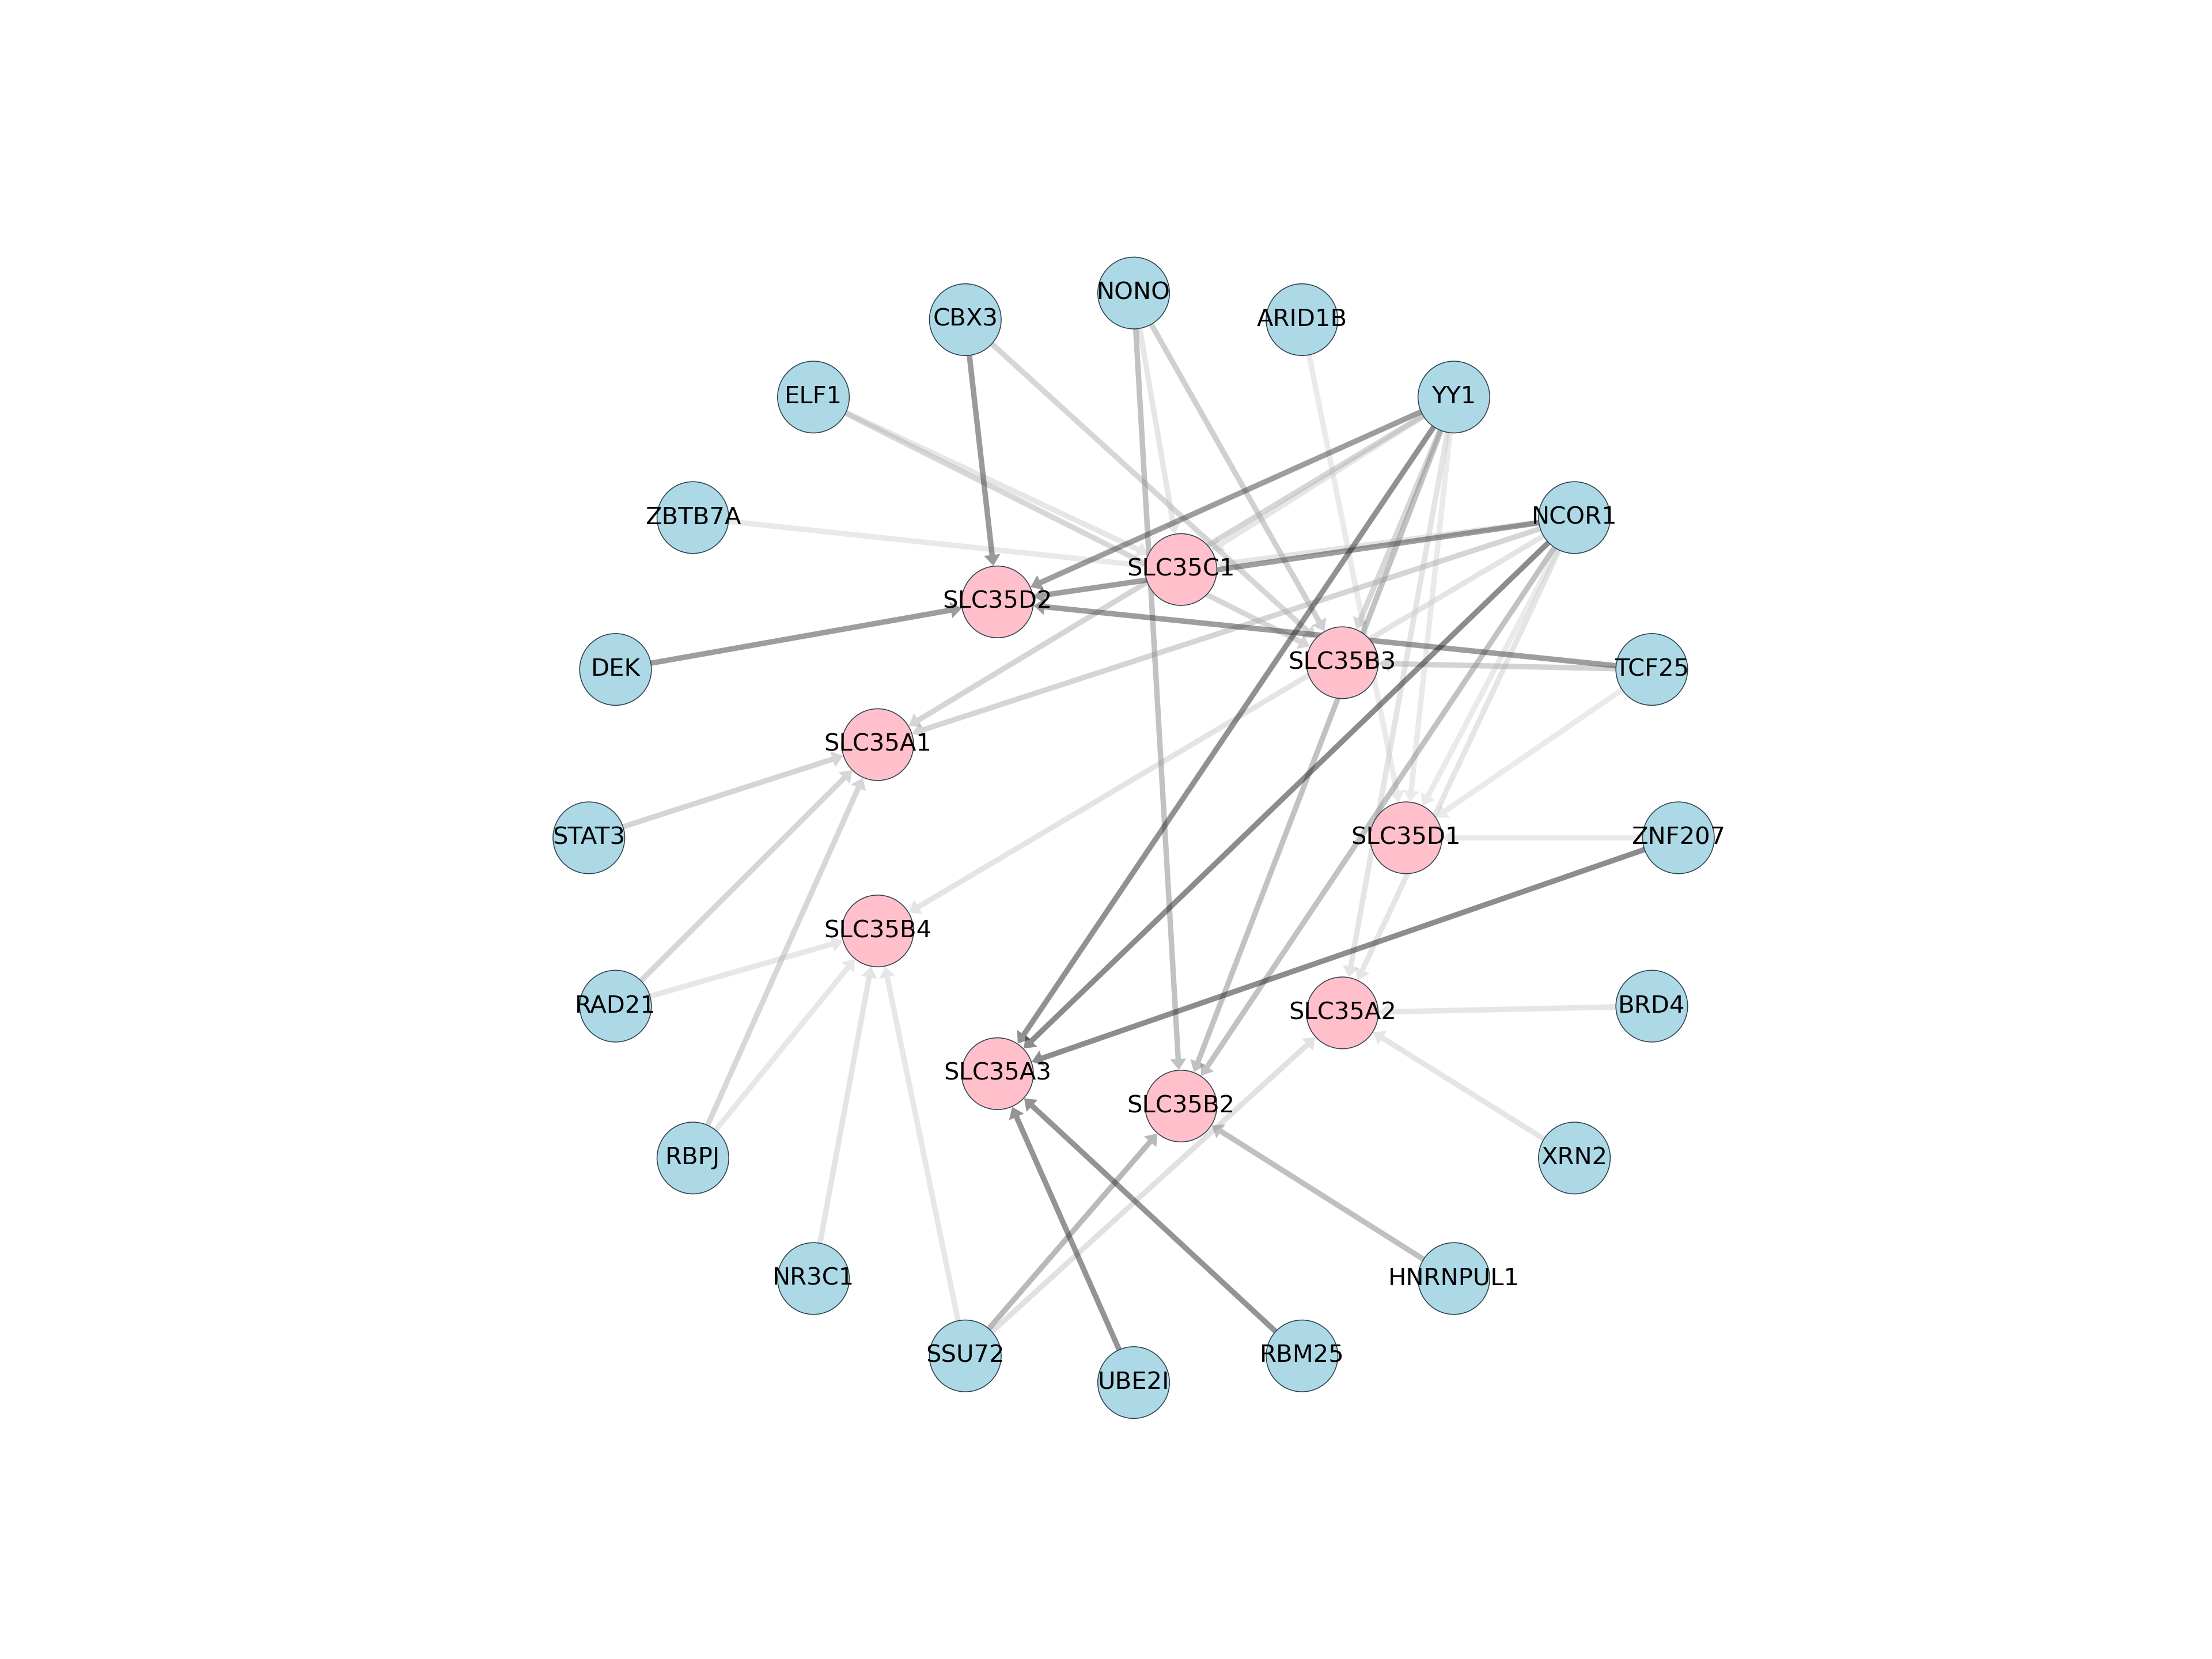 NONO
CBX3
ARID1B
ELF1
YY1
ZBTB7A
NCOR1
SLC35C1
SLC35D2
DEK
SLC35B3
TCF25
SLC35A1
STAT3
SLC35D1
ZNF207
SLC35B4
RAD21
SLC35A2
BRD4
SLC35A3
SLC35B2
RBPJ
XRN2
NR3C1
HNRNPUL1
SSU72
RBM25
UBE2I